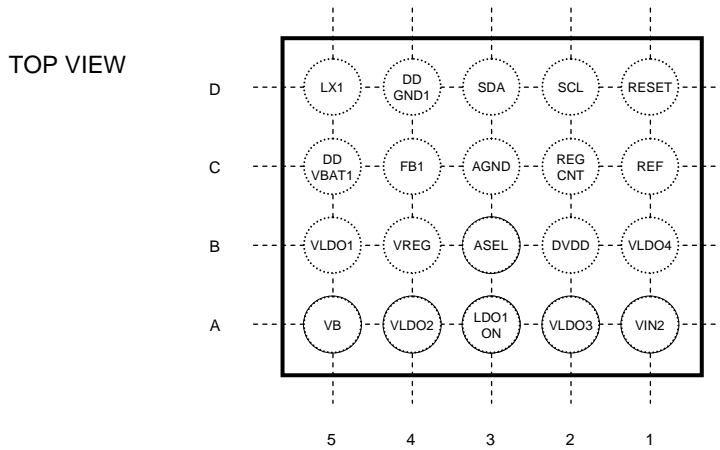 TOP VIEW
D LX1 DD GND1 SDA SCL RESET
C DD VBAT1 FB1 AGND REG CNT REF
B VLDO1 VREG ASEL DVDD VLDO4
A VB VLDO2 LDO1 ON VLDO3 VIN2
5 4 3 2 1